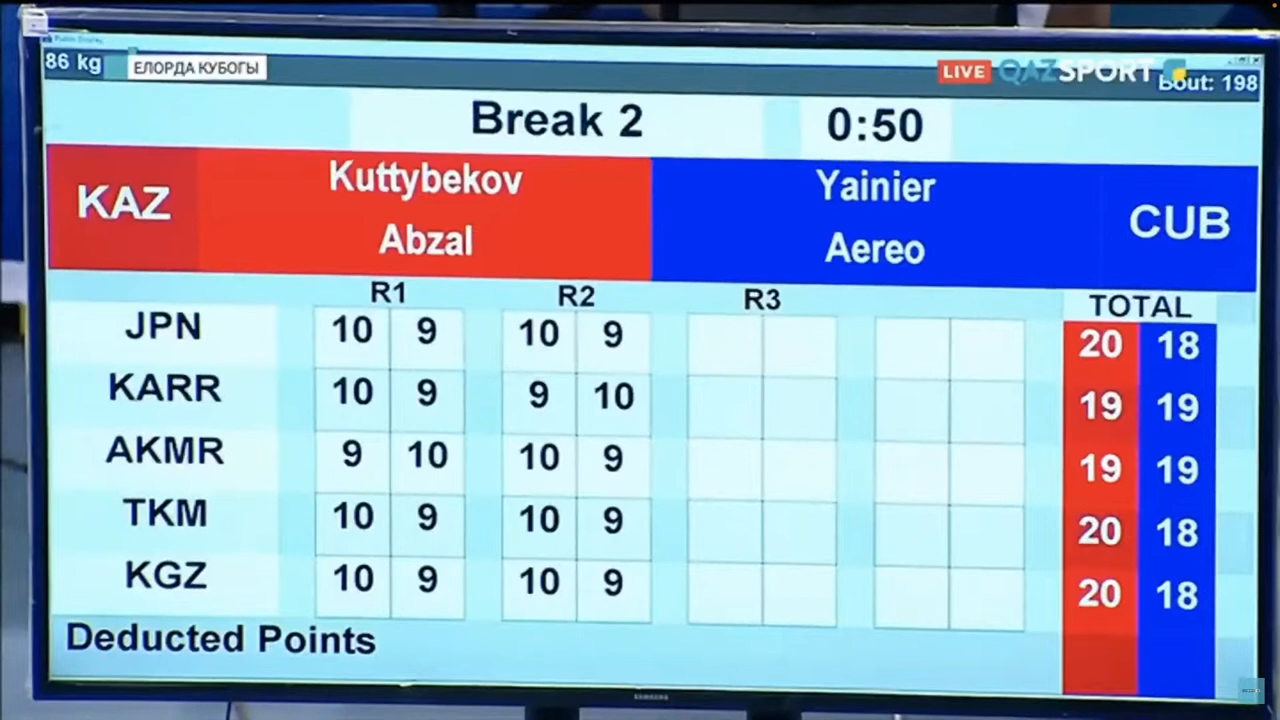 Public Display
86 kg
ЕЛОРДА КУБОГЫ
LIVE QAZSPORT
Bout: 198
Break 2 0:50
KAZ
Kuttybekov
Abzal
Yainier
Aereo
CUB
R1 R2 R3 TOTAL
JPN 10 9 10 9 20 18
KARR 10 9 9 10 19 19
AKMR 9 10 10 9 19 19
TKM 10 9 10 9 20 18
KGZ 10 9 10 9 20 18
Deducted Points
SAMSUNG